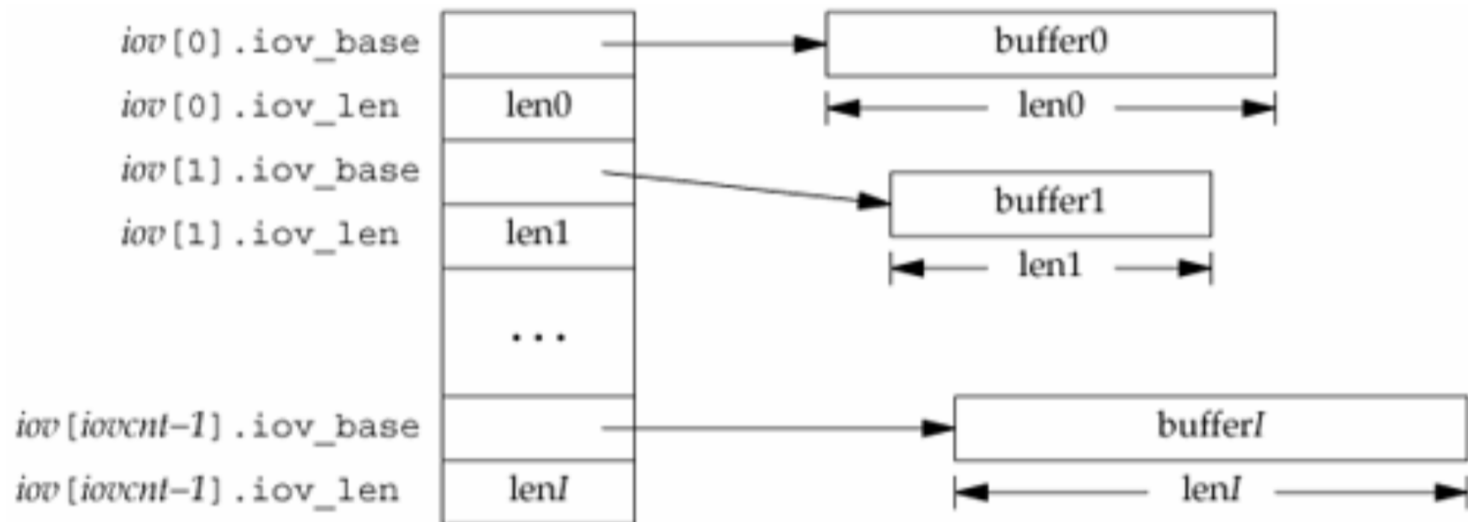 iov[0].iov_base buffer0
iov[0].iov_len len0 len0
iov[1].iov_base buffer1
iov[1].iov_len len1 len1
...
iov[iovcnt–1].iov_base bufferI
iov[iovcnt–1].iov_len lenI lenI